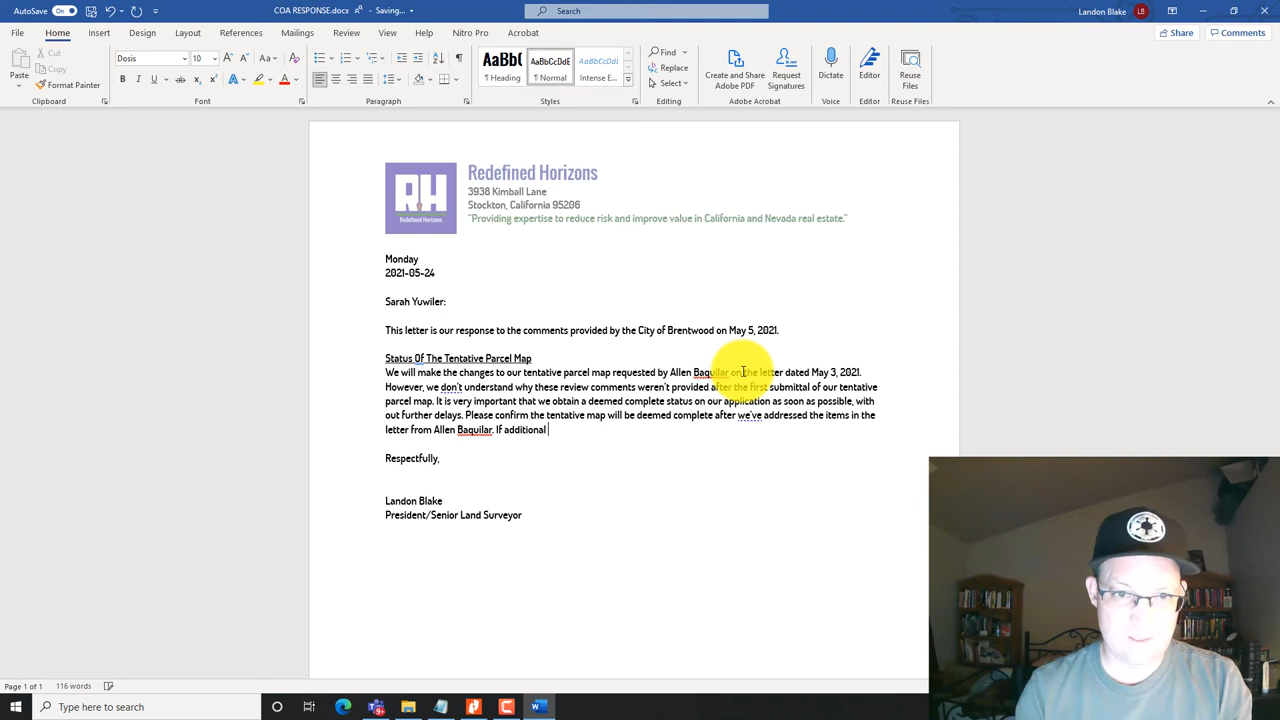 AutoSave On
COA RESPONSE.docx - Saving...
Search
Landon Blake LB
File Home Insert Draw Design Layout References Mailings Review View Help Nitro Pro Acrobat Share Comments
Paste
Cut
Copy
Format Painter
Clipboard
Dosis 10
Font
Paragraph
AaBb( AaBbCcDdE AaBbCcDdE
¶ Heading ¶ Normal Intense E...
Styles
Find
Replace
Select
Editing
Create and Share Adobe PDF
Request Signatures
Adobe Acrobat
Dictate
Voice
Editor
Editor
Reuse Files
Reuse Files
RH
Redefined Horizons
Redefined Horizons
3938 Kimball Lane
Stockton, California 95206
"Providing expertise to reduce risk and improve value in California and Nevada real estate."
Monday
2021-05-24
Sarah Yuwiler:
This letter is our response to the comments provided by the City of Brentwood on May 5, 2021.
Status Of The Tentative Parcel Map
We will make the changes to our tentative parcel map requested by Allen Baquilar on the letter dated May 3, 2021.
However, we don't understand why these review comments weren't provided after the first submittal of our tentative
parcel map. It is very important that we obtain a deemed complete status on our application as soon as possible, with
out further delays. Please confirm the tentative map will be deemed complete after we've addressed the items in the
letter from Allen Baquilar. If additional
Respectfully,
Landon Blake
President/Senior Land Surveyor
Page 1 of 1 116 words
Type here to search